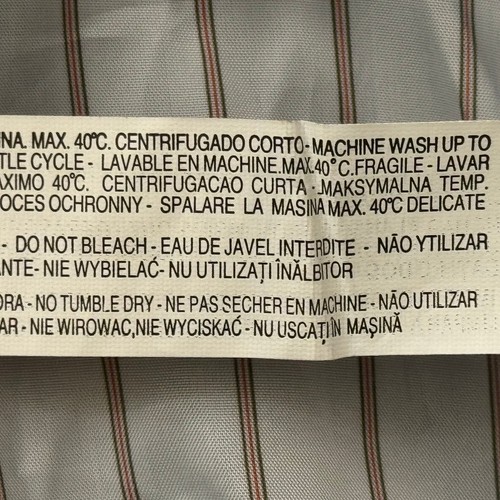 INA. MAX. 40°C. CENTRIFUGADO CORTO-MACHINE WASH UP TO
TLE CYCLE - LAVABLE EN MACHINE.MAX.40°C.FRAGILE - LAVAR
ÁXIMO 40°C. CENTRIFUGACAO CURTA -.MAKSYMALNA TEMP.
OCES OCHRONNY - SPALARE LA MASINA MAX. 40°C DELICATE
- DO NOT BLEACH - EAU DE JAVEL INTERDITE - NÃO YTILIZAR
ANTE- NIE WYBIELAĆ- NU UTILIZAȚI ÎNĂLBITOR
ORA - NO TUMBLE DRY - NE PAS SECHER EN MACHINE - NÃO UTILIZAR
AR - NIE WIROWAC,NIE WYCISKAĆ - NU USCAȚI ÎN MAȘINĂ